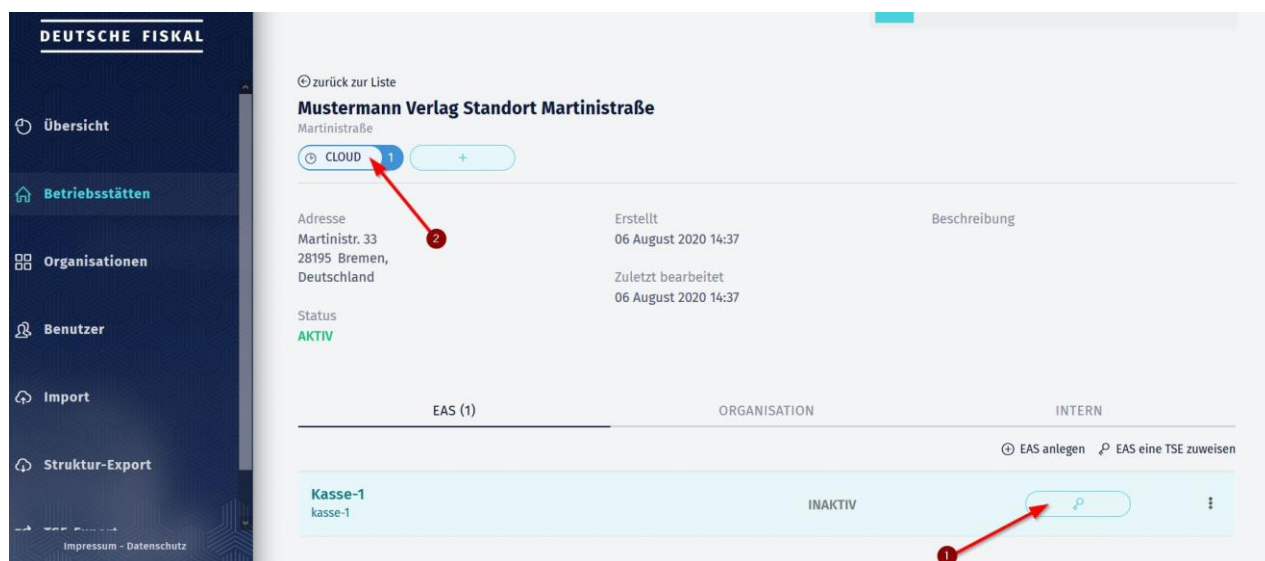 DEUTSCHE FISKAL
Übersicht
Betriebsstätten
Organisationen
Benutzer
Import
Struktur-Export
Impressum - Datenschutz
zurück zur Liste
Mustermann Verlag Standort Martinistraße
Martinistraße
CLOUD 1 +
Adresse
Martinistr. 33
28195 Bremen,
Deutschland
Status
AKTIV
Erstellt
06 August 2020 14:37
Zuletzt bearbeitet
06 August 2020 14:37
Beschreibung
2
EAS (1) ORGANISATION INTERN
EAS anlegen EAS eine TSE zuweisen
Kasse-1
kasse-1
INAKTIV
1